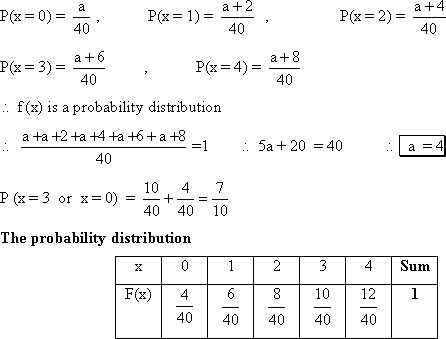 P(x = 0) = a/40 , P(x = 1) = a+2/40 , P(x = 2) = a+4/40
P(x = 3) = a+6/40 , P(x = 4) = a+8/40
∴ f (x) is a probability distribution
∴ a+a+2+a+4+a+6+a+8/40 =1 ∴ 5a+20 = 40 ∴ a = 4
P (x = 3 or x = 0) = 10/40 + 4/40 = 7/10
The probability distribution
x 0 1 2 3 4 Sum
F(x) 4/40 6/40 8/40 10/40 12/40 1